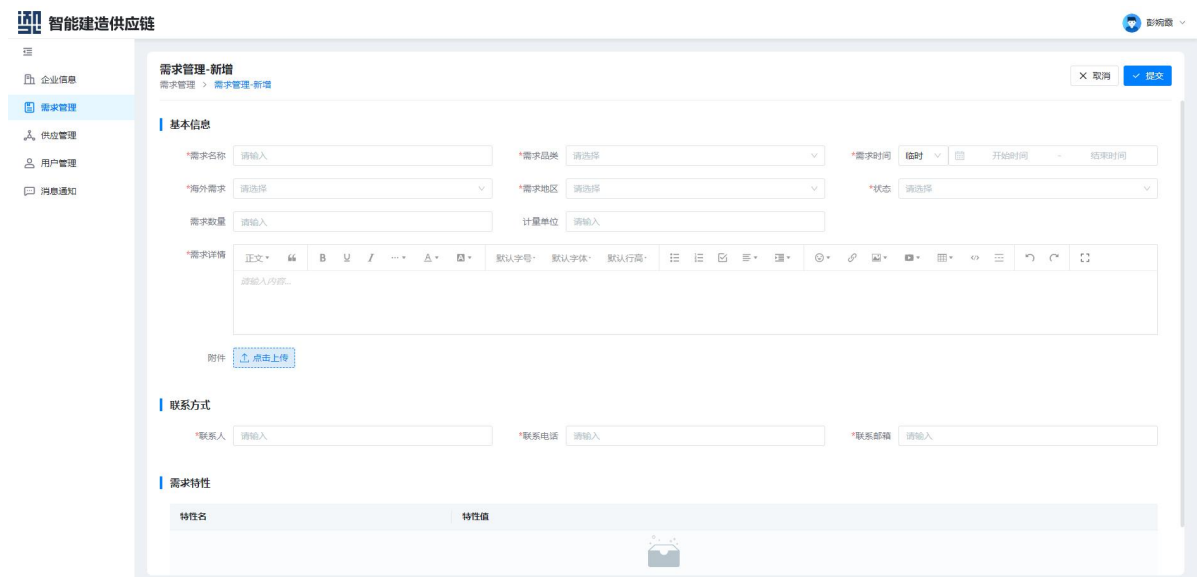 智能建造供应链
彭婉霞
企业信息
需求管理
供应管理
用户管理
消息通知
需求管理-新增
需求管理 > 需求管理-新增
取消
提交
基本信息
*需求名称 请输入 *需求品类 请选择 *需求时间 临时 开始时间 - 结束时间
*海外需求 请选择 *需求地区 请选择 *状态 请选择
需求数量 请输入 计量单位 请输入
*需求详情 正文 B U I ... A A 默认字号 默认字体 默认行高
请输入内容...
附件 点击上传
联系方式
*联系人 请输入 *联系电话 请输入 *联系邮箱 请输入
需求特性
特性名 特性值